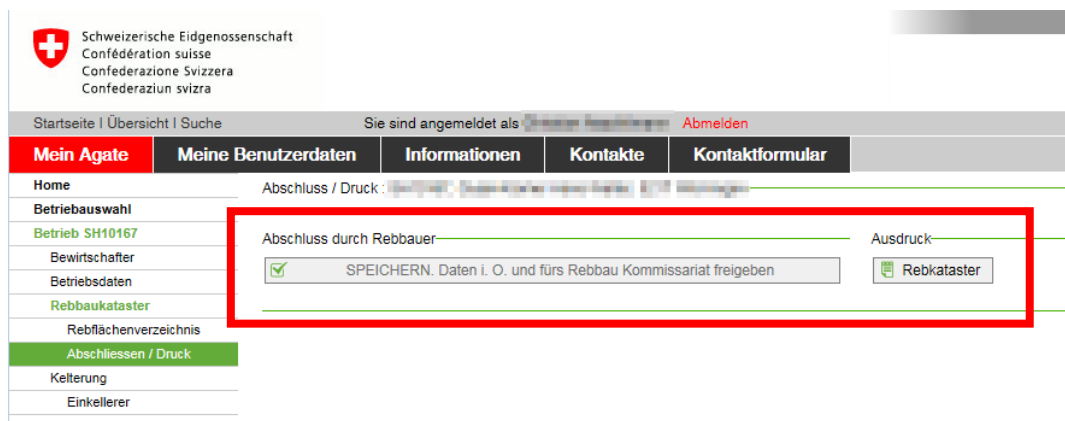 Schweizerische Eidgenossenschaft
Confédération suisse
Confederazione Svizzera
Confederaziun svizra
Startseite I Übersicht I Suche
Sie sind angemeldet als
Abmelden
Mein Agate
Meine Benutzerdaten
Informationen
Kontakte
Kontaktformular
Home
Betriebauswahl
Betrieb SH10167
Bewirtschafter
Betriebsdaten
Rebbaukataster
Rebflächenverzeichnis
Abschliessen / Druck
Kelterung
Einkellerer
Abschluss / Druck :
Abschluss durch Rebbauer
SPEICHERN. Daten i. O. und fürs Rebbau Kommissariat freigeben
Ausdruck
Rebkataster